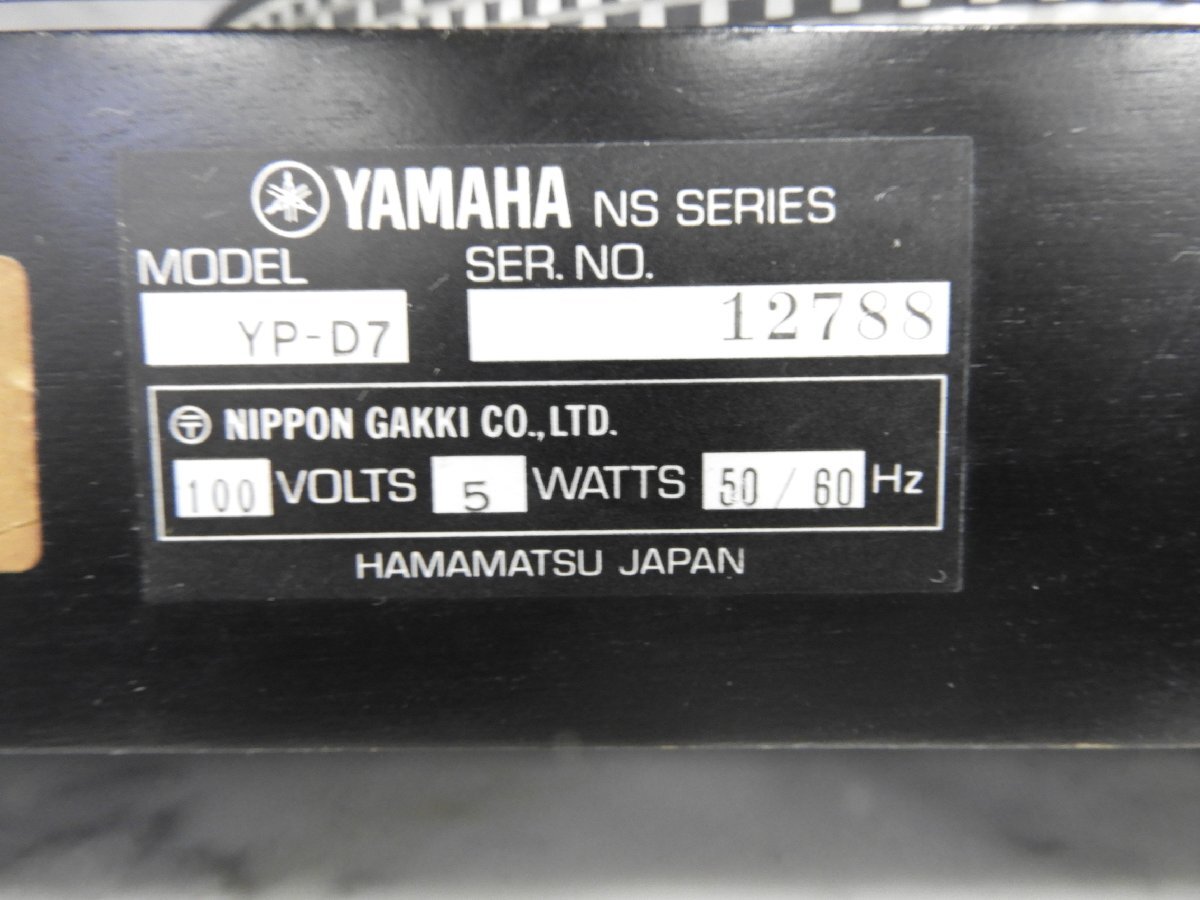 YAMAHA NS SERIES
MODEL SER. NO.
YP-D7 12788
NIPPON GAKKI CO., LTD.
100 VOLTS 5 WATTS 50 / 60 Hz
HAMAMATSU JAPAN